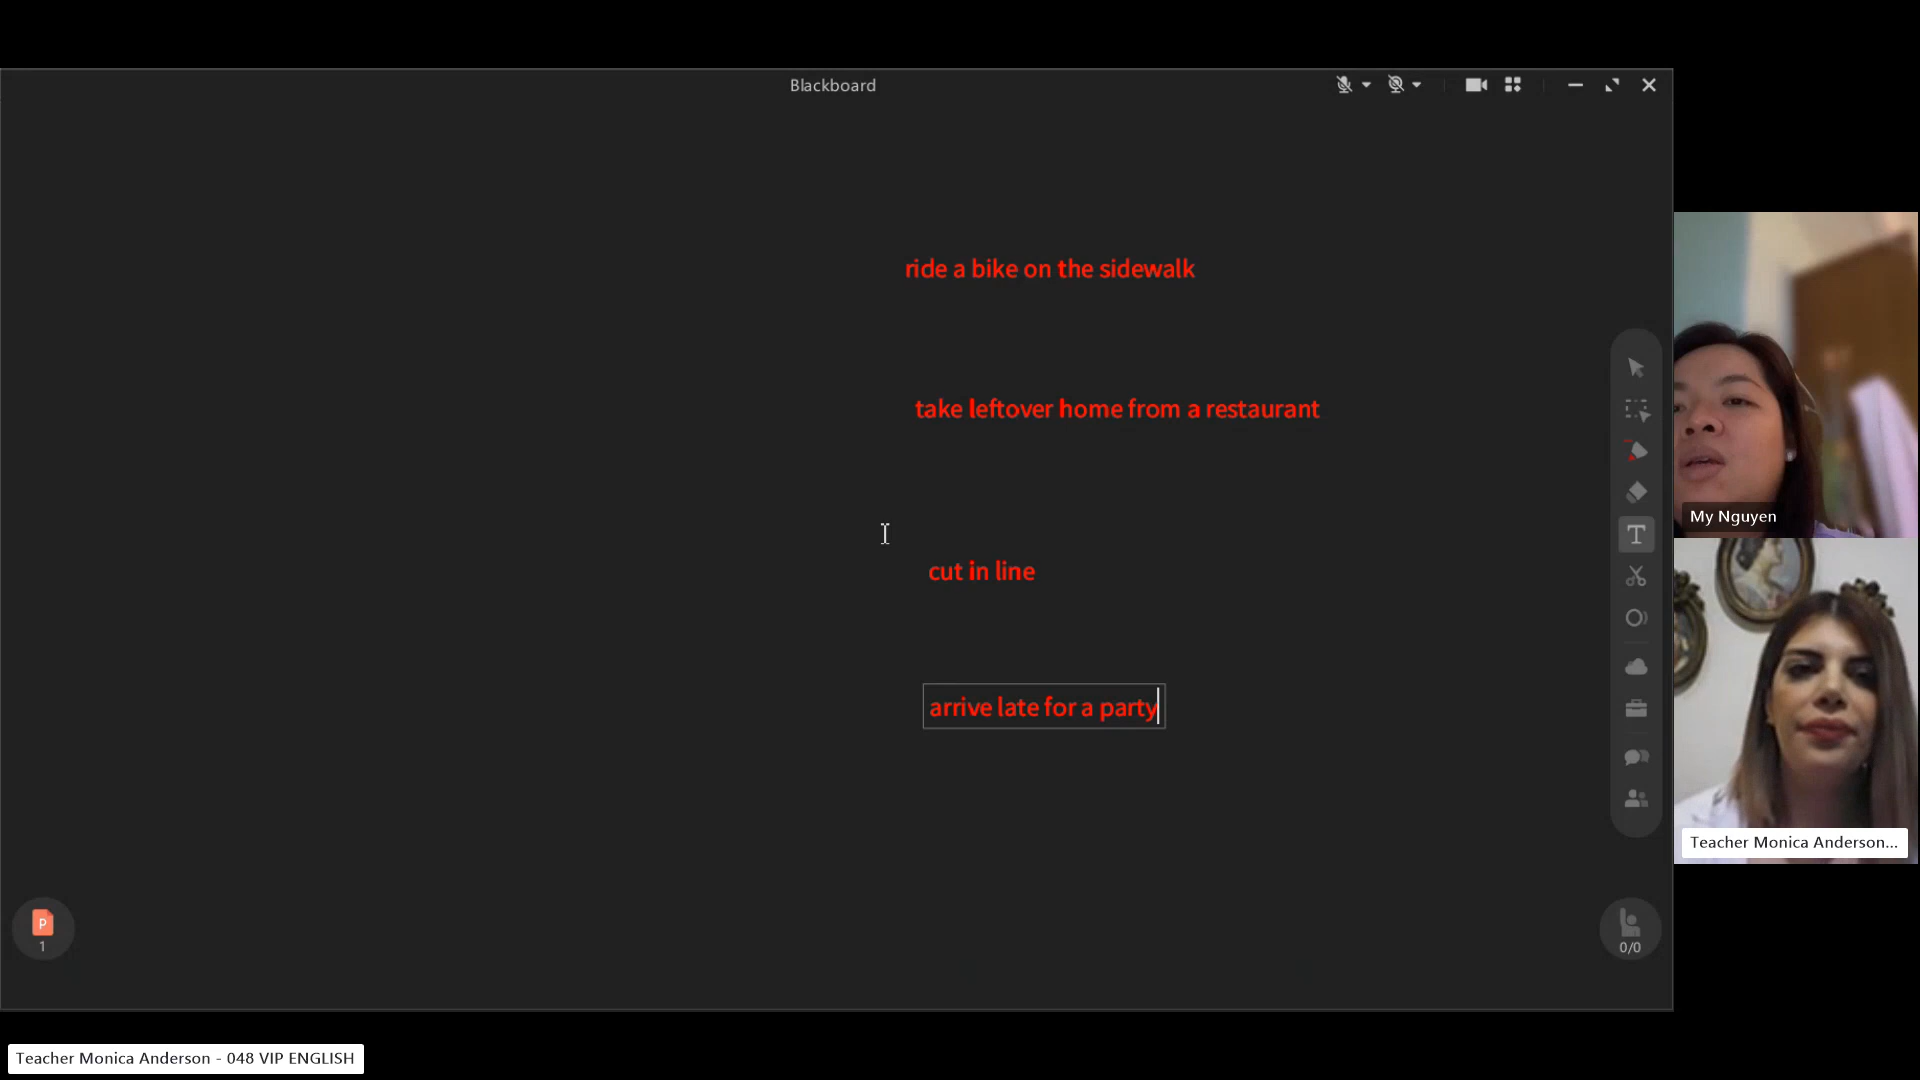 Blackboard
ride a bike on the sidewalk
take leftover home from a restaurant
cut in line
arrive late for a party
My Nguyen
Teacher Monica Anderson...
P
1
0/0
Teacher Monica Anderson - 048 VIP ENGLISH